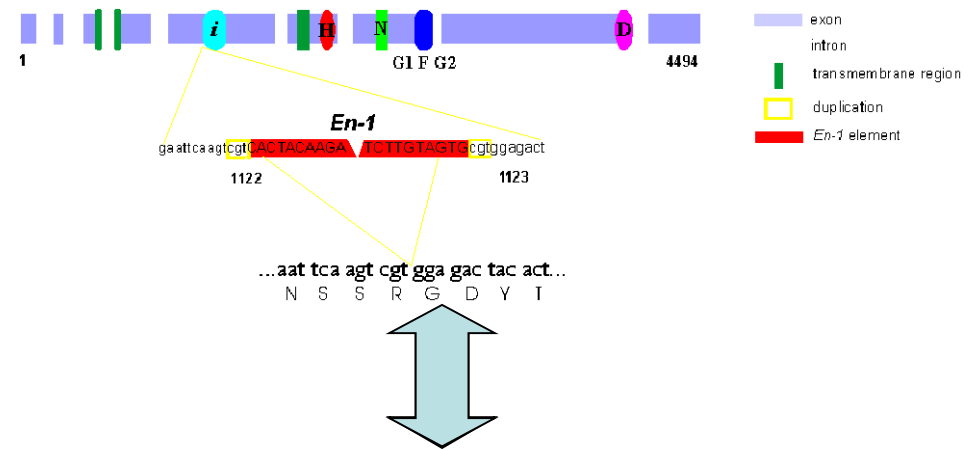 i H N D
1 G1 F G2 4494
exon
intron
transmembrane region
duplication
En-1 element
En-1
gaattcaagtcgtCACTACAAGA TCTTGTAGTGcgtggagact
1122 1123
...aat tca agt cgt gga gac tac act...
N S S R G D Y T